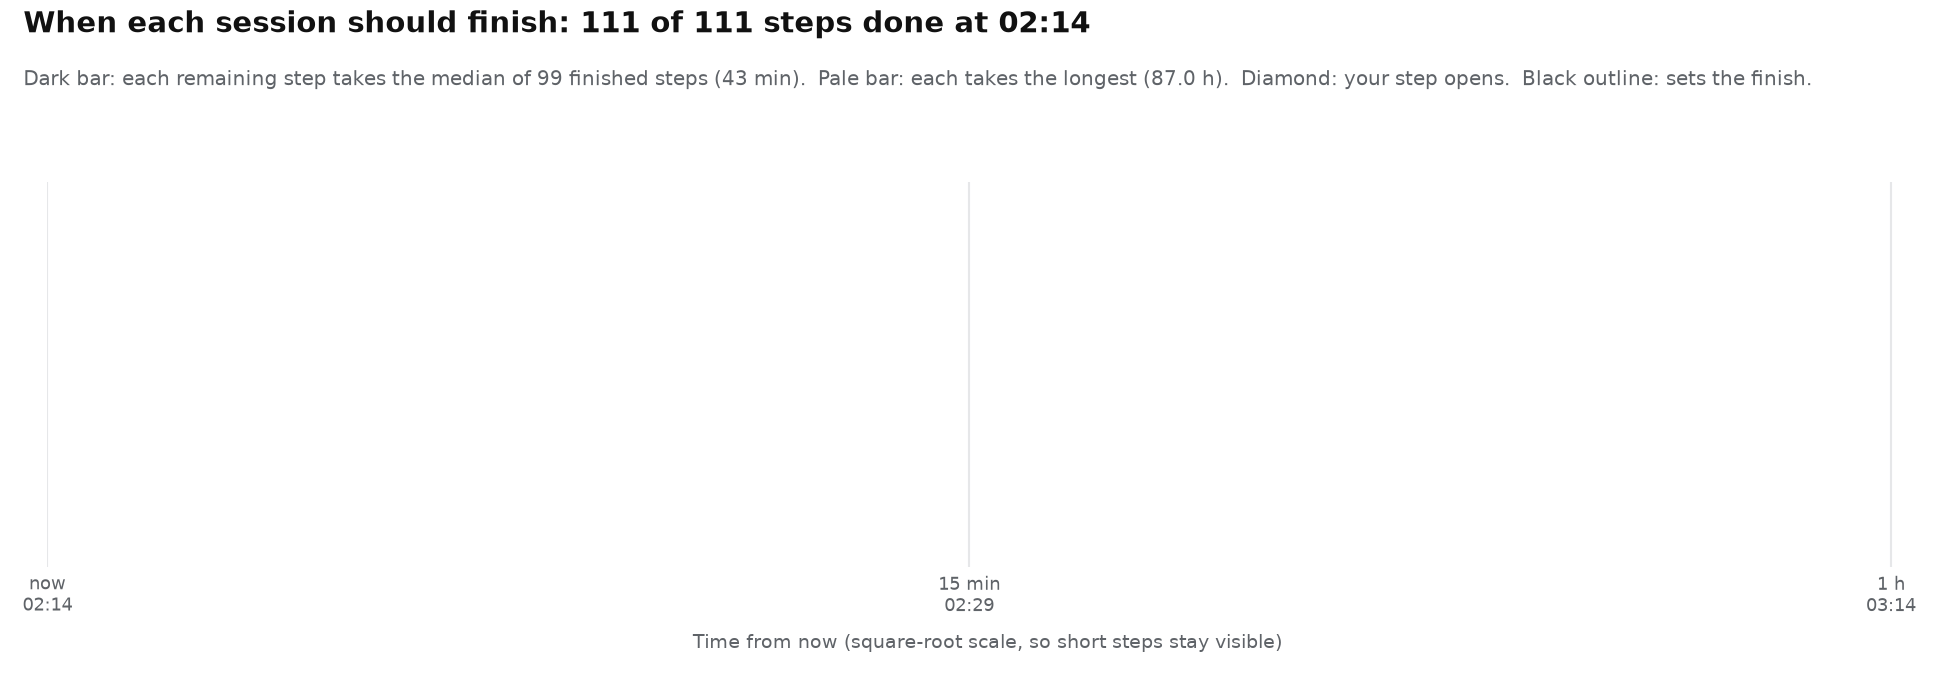 When each session should finish: 111 of 111 steps done at 02:14
Dark bar: each remaining step takes the median of 99 finished steps (43 min).  Pale bar: each takes the longest (87.0 h).  Diamond: your step opens.  Black outline: sets the finish.
now
02:14
15 min
02:29
1 h
03:14
Time from now (square-root scale, so short steps stay visible)